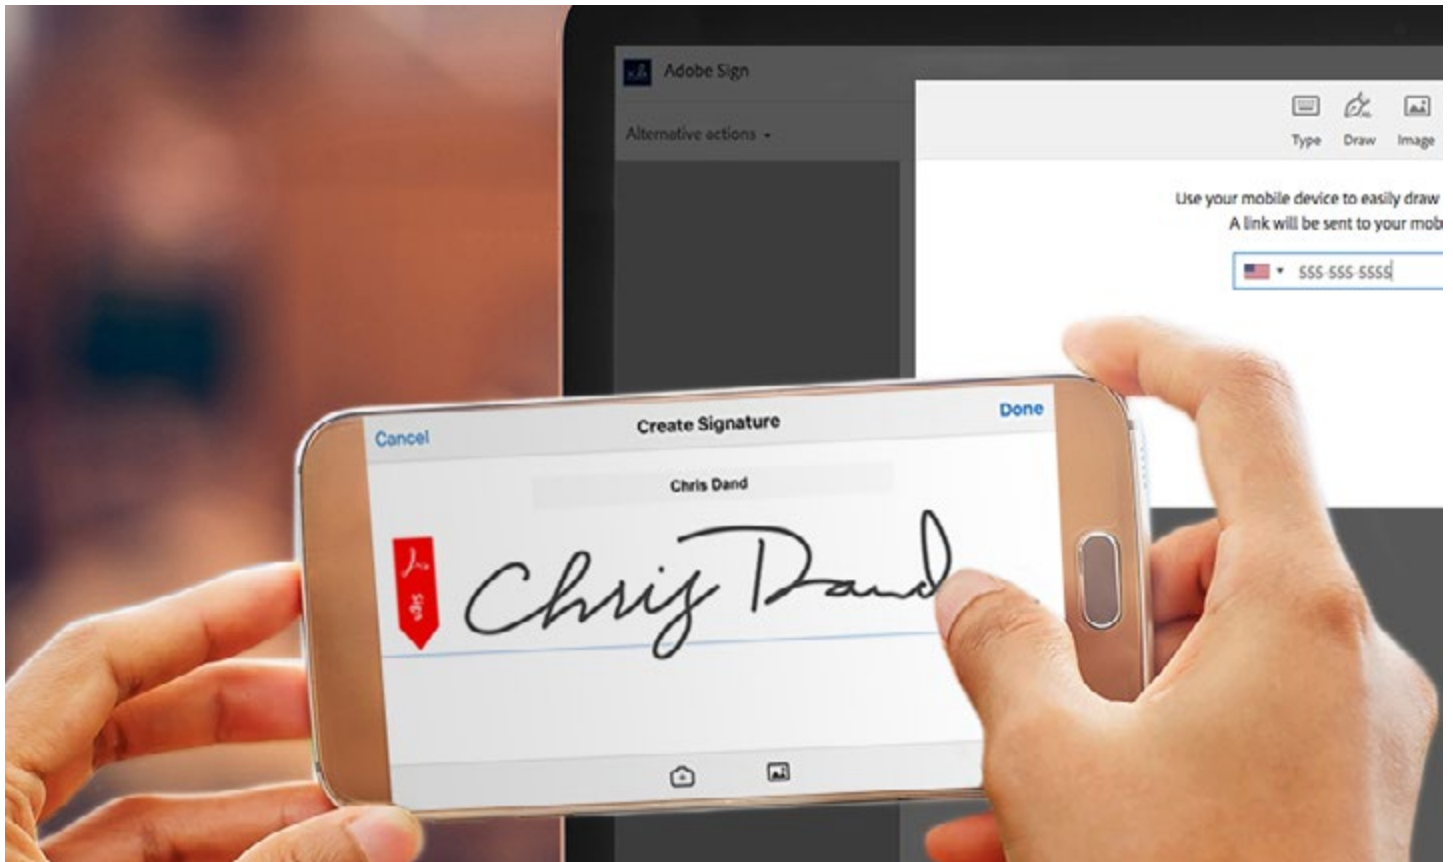 Adobe Sign
Alternative actions
Type Draw Image
Use your mobile device to easily draw
A link will be sent to your mob
555-555-5555
Cancel Create Signature Done
Chris Dand
Chris Dand
Sign